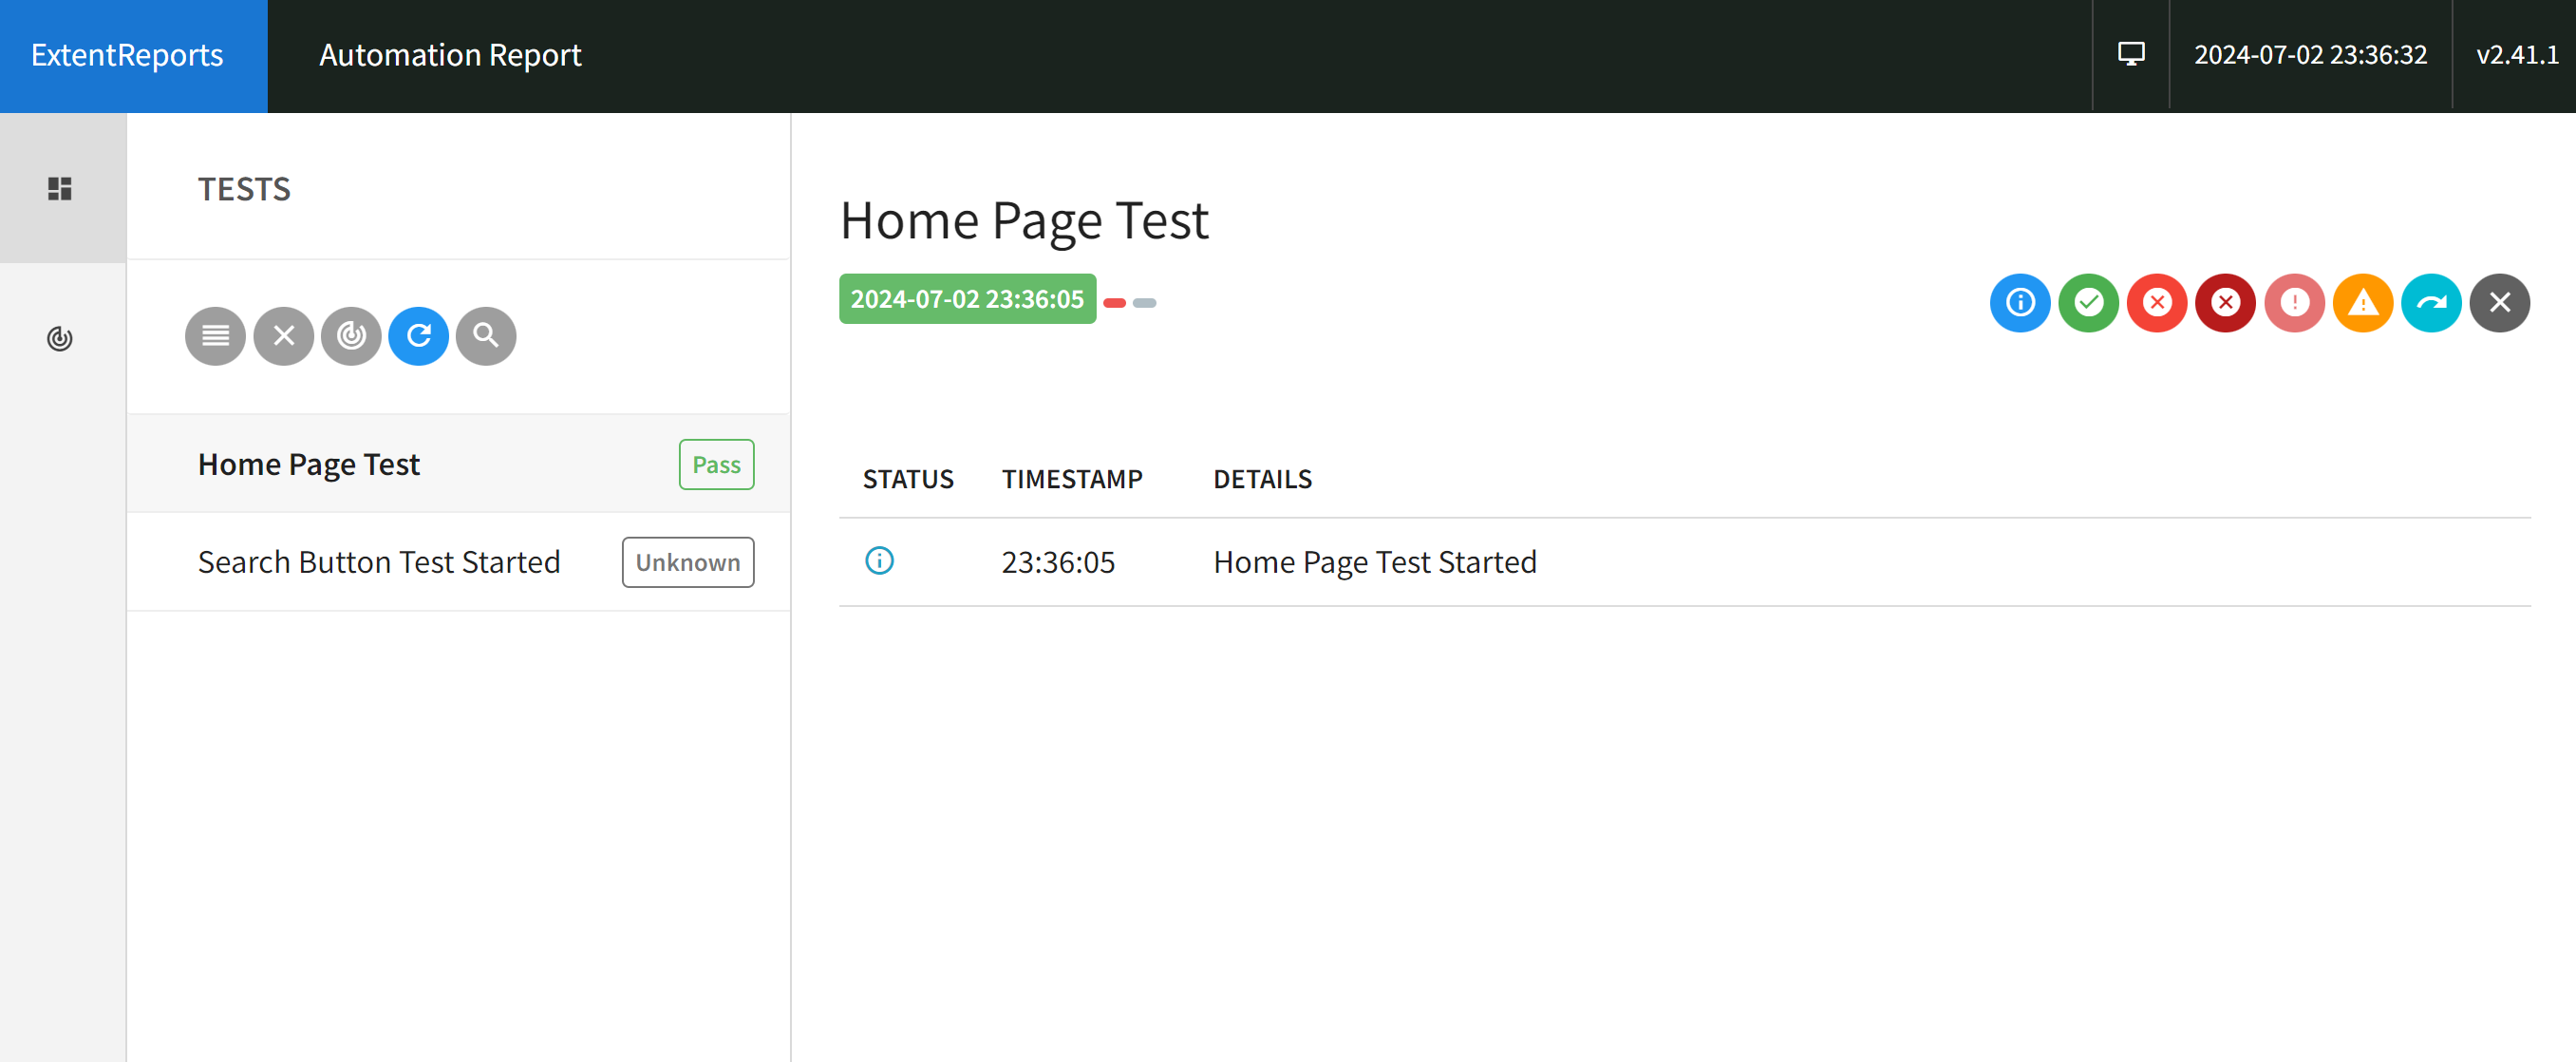 ExtentReports
Automation Report
2024-07-02 23:36:32
v2.41.1
TESTS
Home Page Test
Pass
Search Button Test Started
Unknown
Home Page Test
2024-07-02 23:36:05
STATUS TIMESTAMP DETAILS
23:36:05 Home Page Test Started